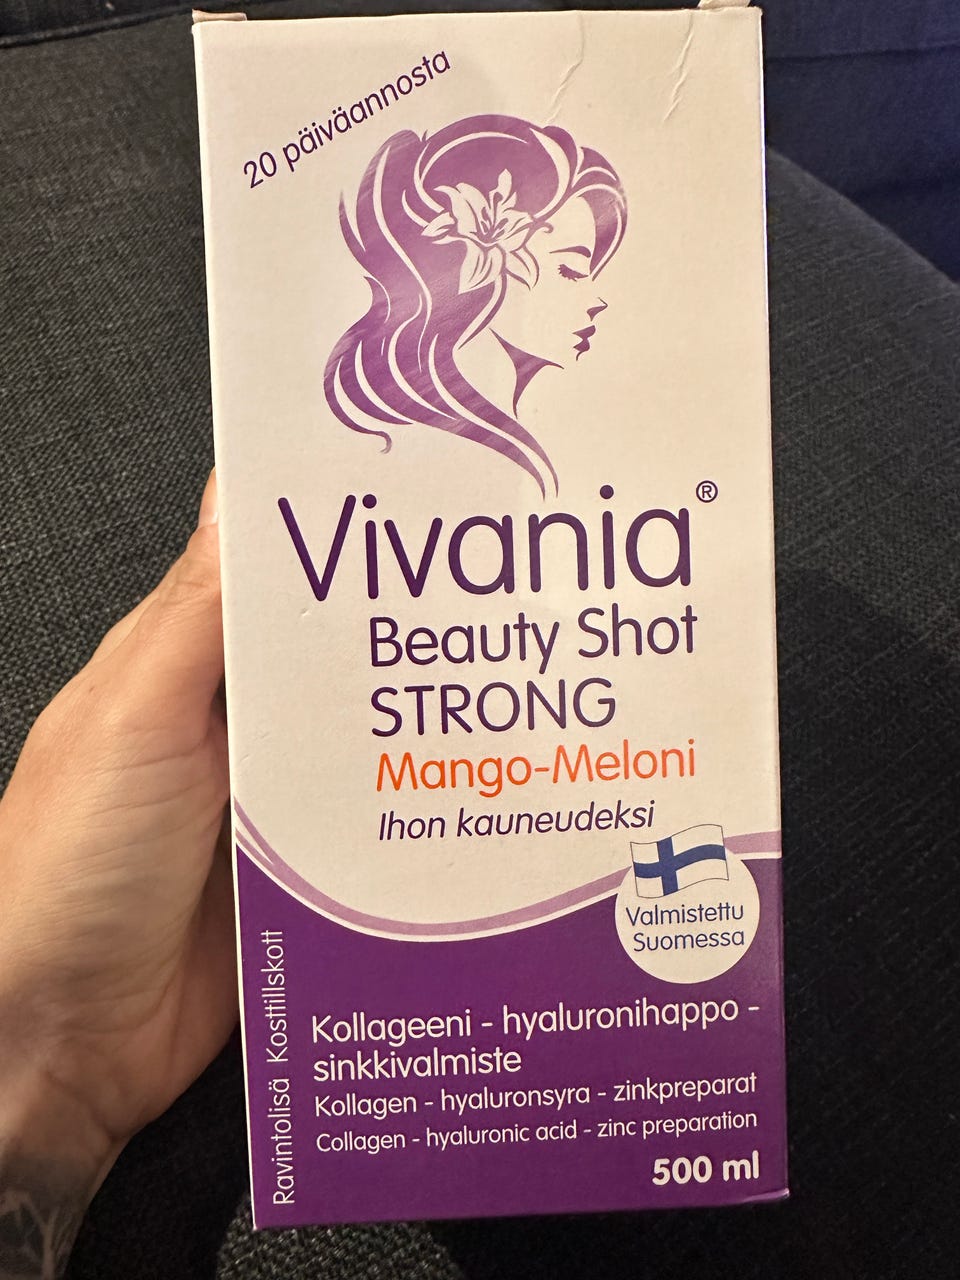 20 päiväannosta
Vivania®
Beauty Shot
STRONG
Mango-Meloni
Ihon kauneudeksi
Valmistettu
Suomessa
Ravintolisä Kosttillskott
Kollageeni - hyaluronihappo -
sinkkivalmiste
Kollagen - hyaluronsyra - zinkpreparat
Collagen - hyaluronic acid - zinc preparation
500 ml